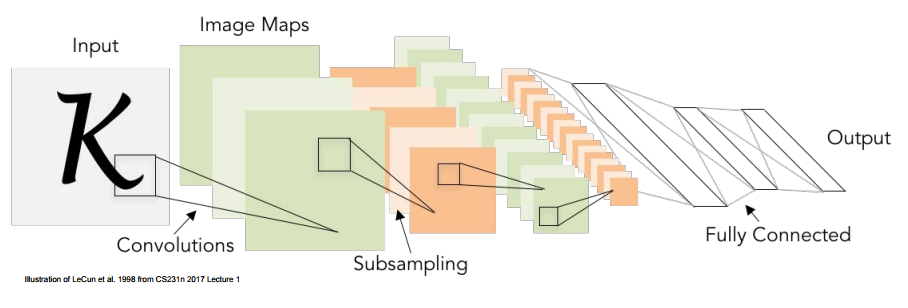 Image Maps
Input
K
Output
Convolutions
Fully Connected
Subsampling
Illustration of LeCun et al. 1998 from CS231n 2017 Lecture 1